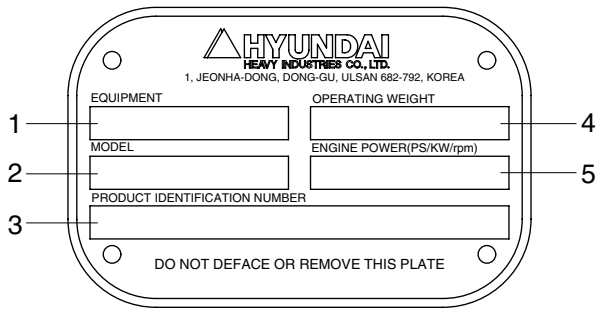 HYUNDAI
HEAVY INDUSTRIES CO., LTD.
1, JEONHA-DONG, DONG-GU, ULSAN 682-792, KOREA
EQUIPMENT OPERATING WEIGHT
1 4
MODEL ENGINE POWER(PS/KW/rpm)
2 5
PRODUCT IDENTIFICATION NUMBER
3
DO NOT DEFACE OR REMOVE THIS PLATE